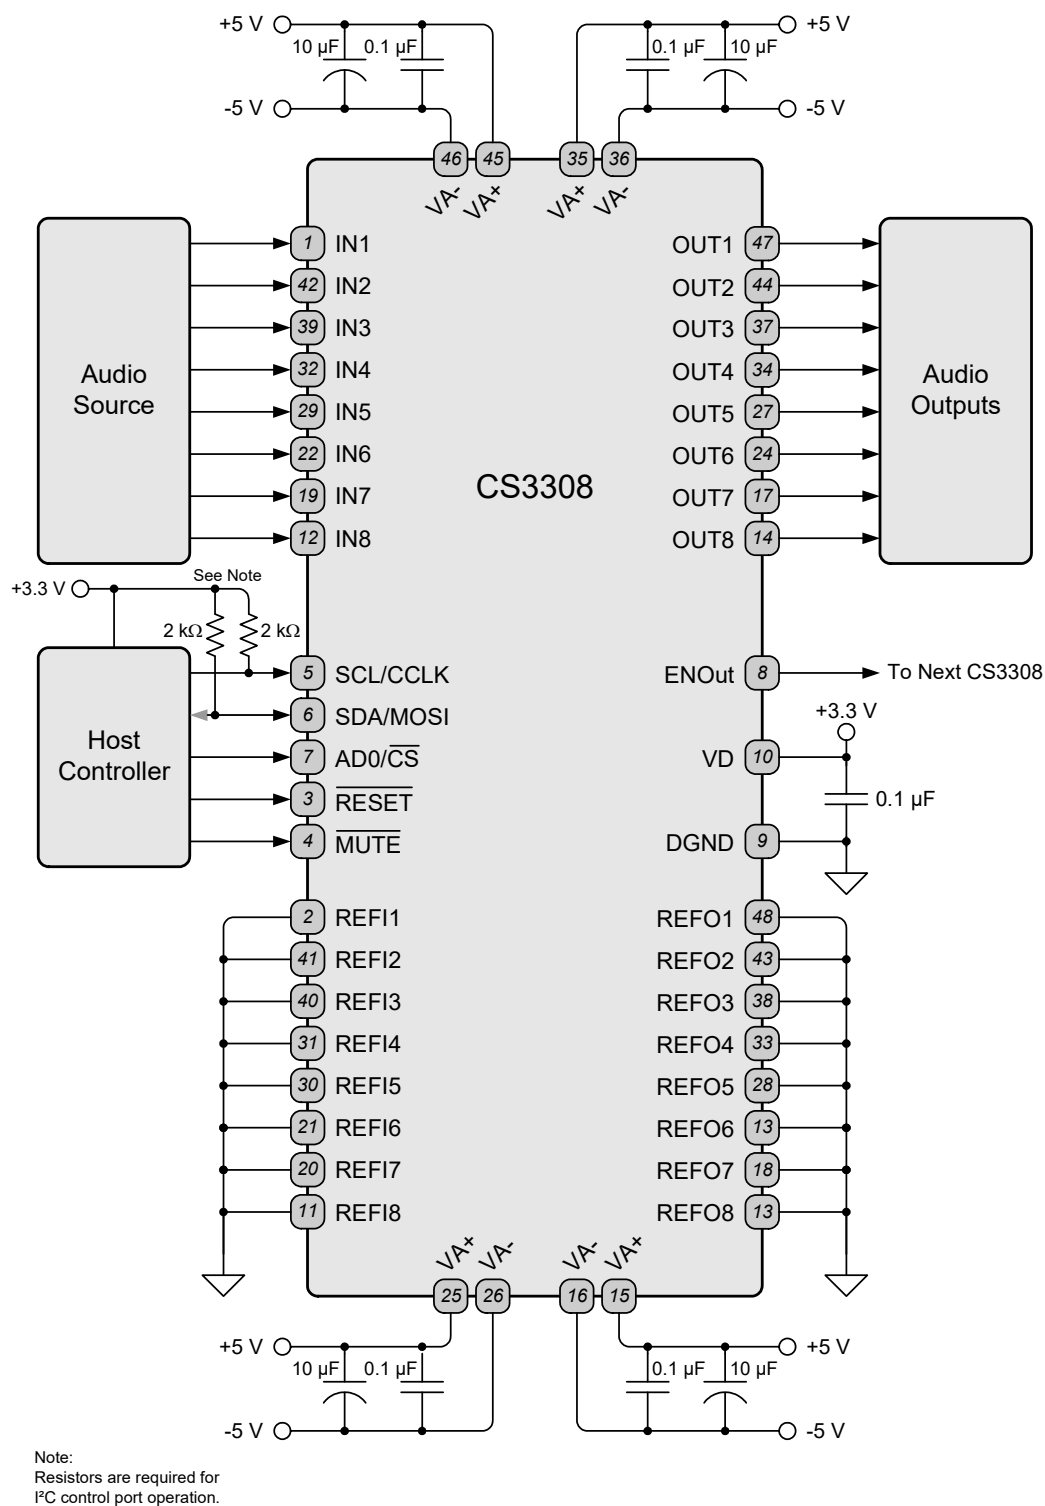 +5 V
10 µF 0.1 µF
-5 V
+5 V
0.1 µF 10 µF
-5 V
46 45 35 36
VA- VA+ VA+ VA-
Audio
Source
1 IN1
42 IN2
39 IN3
32 IN4
29 IN5
22 IN6
19 IN7
12 IN8
CS3308
OUT1 47
OUT2 44
OUT3 37
OUT4 34
OUT5 27
OUT6 24
OUT7 17
OUT8 14
Audio
Outputs
+3.3 V
See Note
2 kΩ 2 kΩ
Host
Controller
5 SCL/CCLK
6 SDA/MOSI
7 AD0/C̅S̅
3 R̅E̅S̅E̅T̅
4 M̅U̅T̅E̅
ENOut 8
To Next CS3308
+3.3 V
VD 10
0.1 µF
DGND 9
2 REFI1
41 REFI2
40 REFI3
31 REFI4
30 REFI5
21 REFI6
20 REFI7
11 REFI8
REFO1 48
REFO2 43
REFO3 38
REFO4 33
REFO5 28
REFO6 13
REFO7 18
REFO8 13
VA+ VA- VA- VA+
25 26 16 15
+5 V
10 µF 0.1 µF
-5 V
+5 V
0.1 µF 10 µF
-5 V
Note:
Resistors are required for
I²C control port operation.